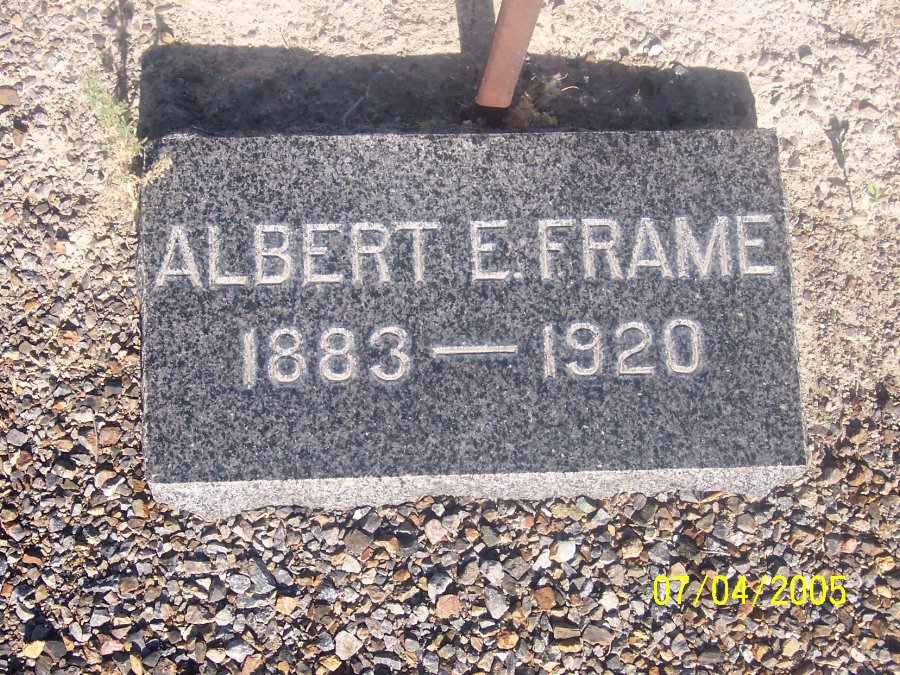 ALBERT E. FRAME
1883 — 1920
07/04/2005